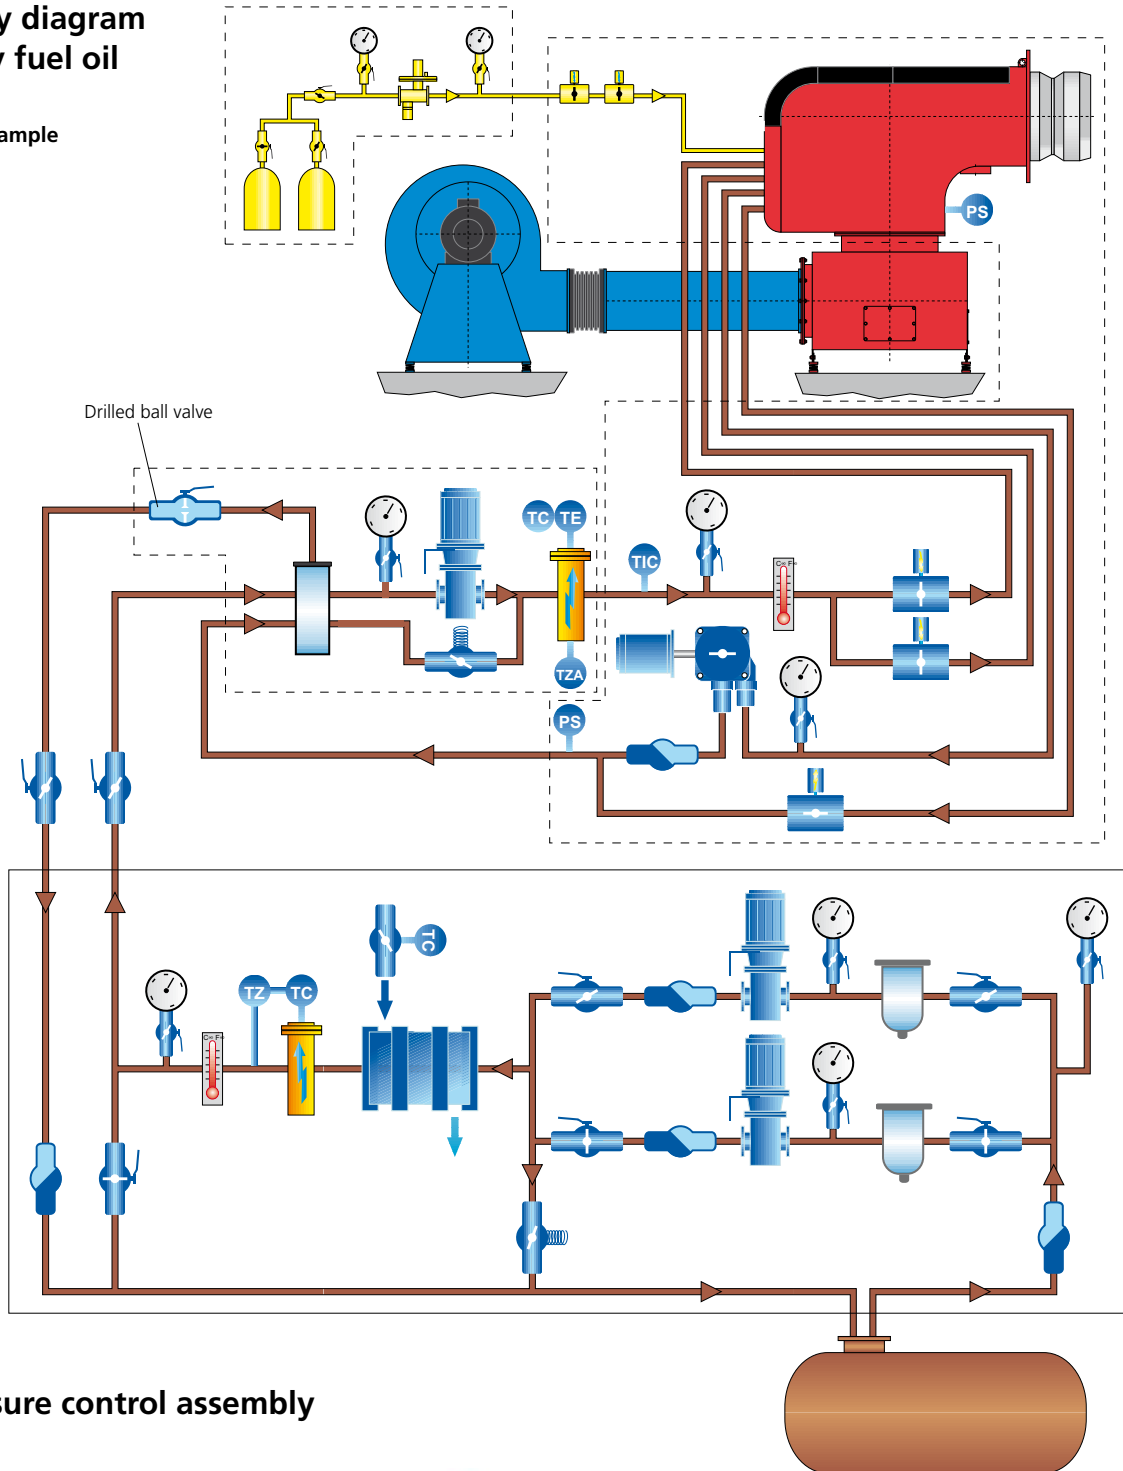 y diagram
y fuel oil
ample
PS
Drilled ball valve
TC TE
TIC
C∞ F∞
TZA
PS
TC
TZ TC
C∞ F∞
sure control assembly